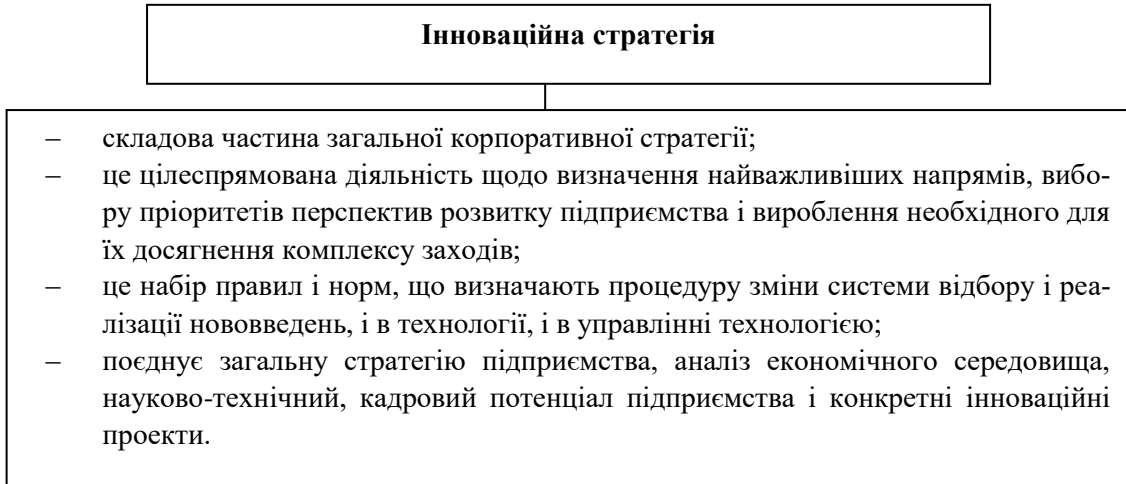 Інноваційна стратегія
– складова частина загальної корпоративної стратегії;
– це цілеспрямована діяльність щодо визначення найважливіших напрямів, вибо-
ру пріоритетів перспектив розвитку підприємства і вироблення необхідного для
їх досягнення комплексу заходів;
– це набір правил і норм, що визначають процедуру зміни системи відбору і реа-
лізації нововведень, і в технології, і в управлінні технологією;
– поєднує загальну стратегію підприємства, аналіз економічного середовища,
науково-технічний, кадровий потенціал підприємства і конкретні інноваційні
проекти.